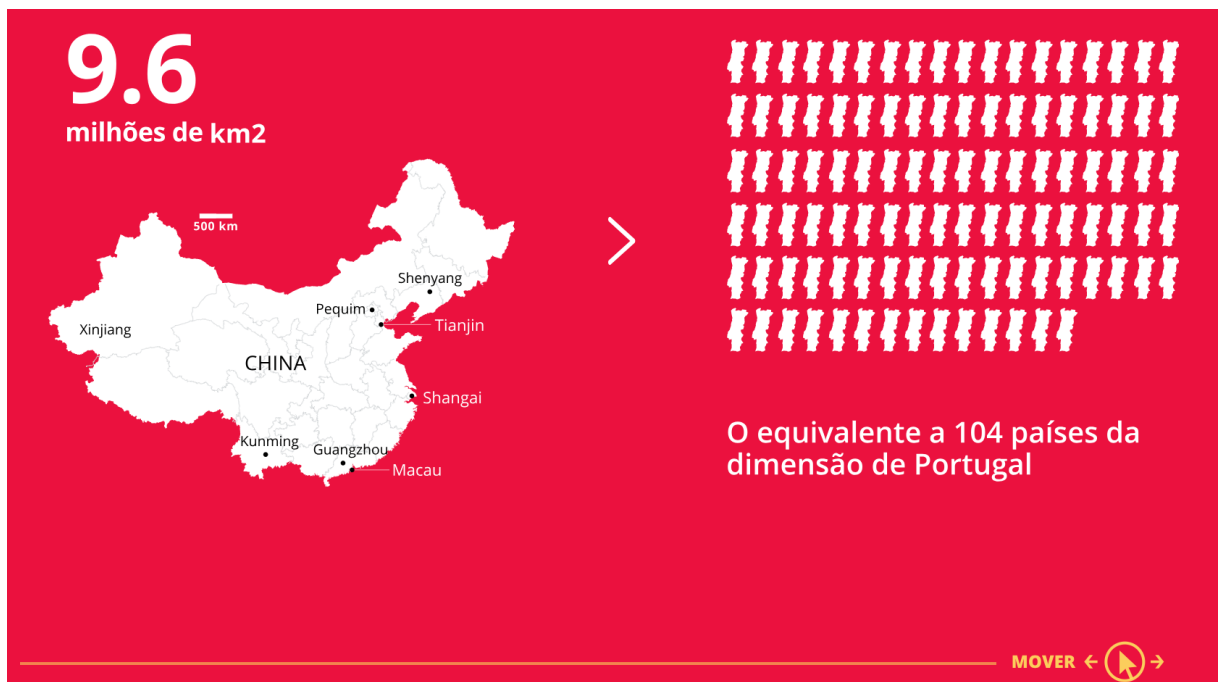 9.6
milhões de km2
500 km
Shenyang
Pequim
Tianjin
Xinjiang
CHINA
Shangai
Kunming
Guangzhou
Macau
O equivalente a 104 países da
dimensão de Portugal
MOVER